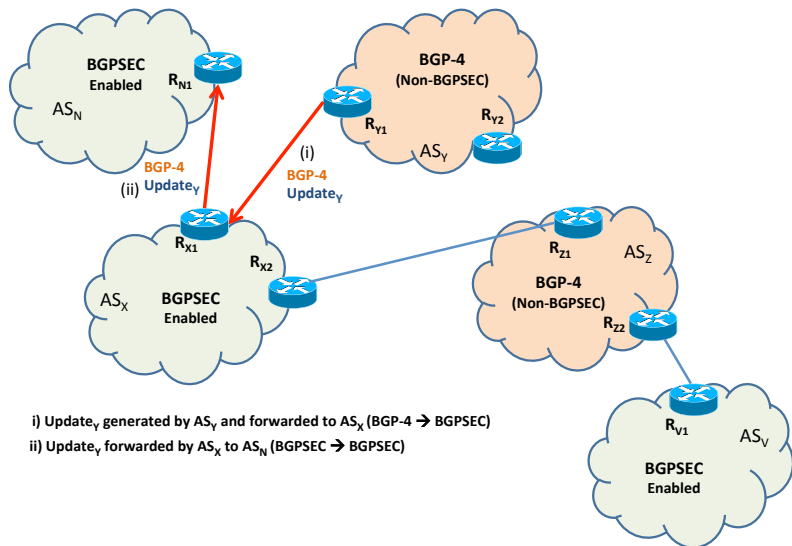 BGPSEC
Enabled
R_N1
AS_N
BGP-4
(Non-BGPSEC)
R_Y1
R_Y2
AS_Y
(i)
BGP-4
Update_Y
BGP-4
(ii) Update_Y
R_X1
R_X2
AS_X
BGPSEC
Enabled
R_Z1
AS_Z
BGP-4
(Non-BGPSEC)
R_Z2
i) Update_Y generated by AS_Y and forwarded to AS_X (BGP-4 → BGPSEC)
ii) Update_Y forwarded by AS_X to AS_N (BGPSEC → BGPSEC)
R_V1
AS_V
BGPSEC
Enabled